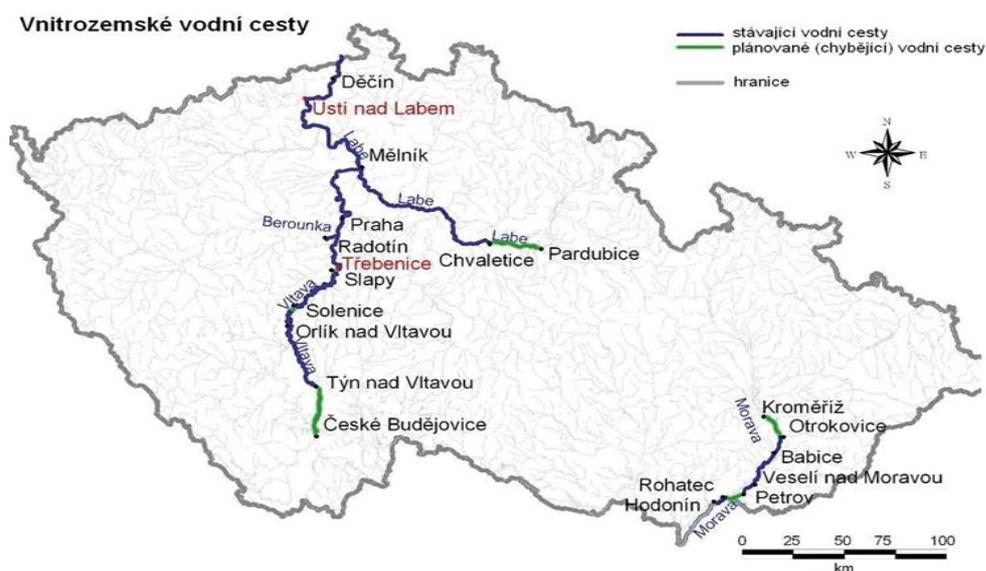 Vnitrozemské vodní cesty
stávající vodní cesty
plánované (chybějící) vodní cesty
hranice
N
W E
S
Děčín
Ustí nad Labem
Labe
Mělník
Labe
Berounka
Praha
Radotín
Labe
Chvaletice
Pardubice
Třebenice
Slapy
Vltava
Solenice
Orlík nad Vltavou
Vltava
Týn nad Vltavou
České Budějovice
Morava
Kroměříž
Otrokovice
Babice
Veselí nad Moravou
Rohatec
Petrov
Hodonín
Morava
0 25 50 75 100
km